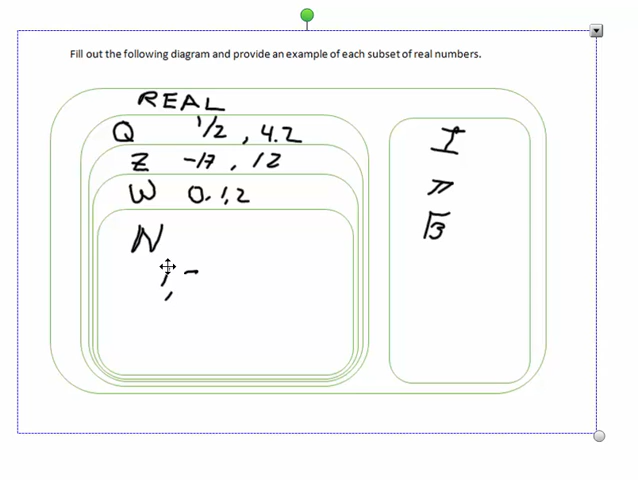 Fill out the following diagram and provide an example of each subset of real numbers.
REAL
Q 1/2 , 4.2
Z -17 , 12
W 0, 1, 2
N
1,
I
π
√3